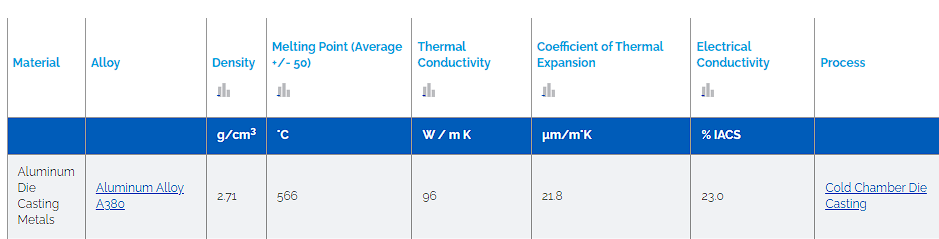 Material
Alloy
Density
Melting Point (Average
+/- 50)
Thermal
Conductivity
Coefficient of Thermal
Expansion
Electrical
Conductivity
Process
g/cm³
°C
W / m K
μm/m°K
% IACS
Aluminum
Die
Casting
Metals
Aluminum Alloy
A380
2.71
566
96
21.8
23.0
Cold Chamber Die
Casting